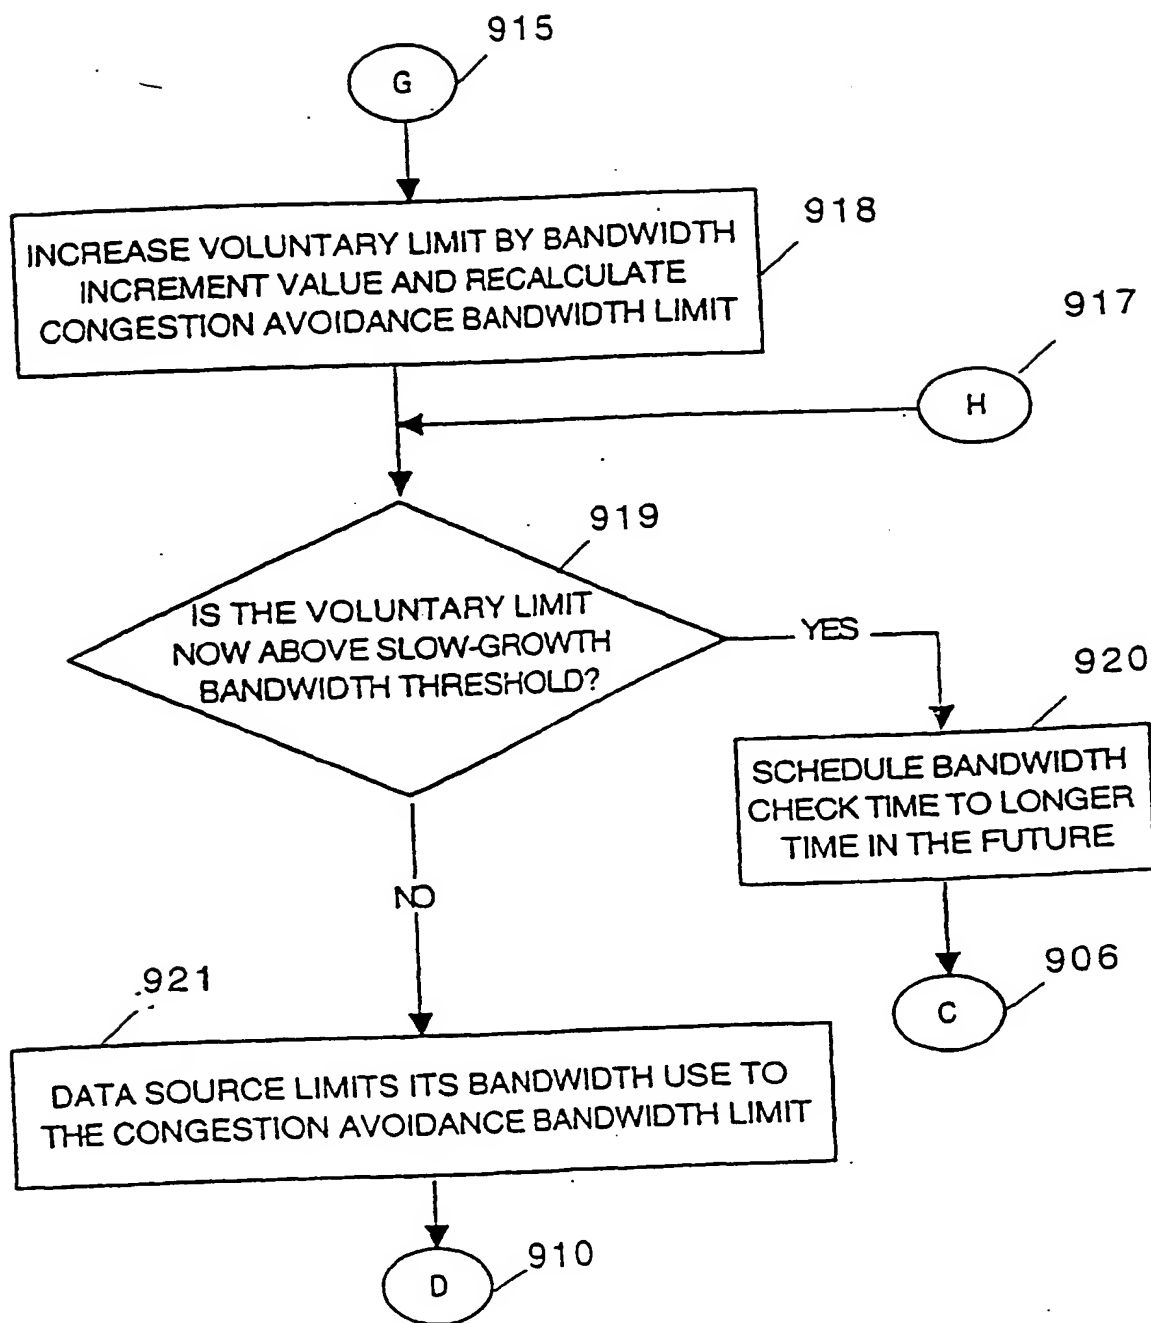 915
G
918
INCREASE VOLUNTARY LIMIT BY BANDWIDTH
INCREMENT VALUE AND RECALCULATE
CONGESTION AVOIDANCE BANDWIDTH LIMIT
917
H
919
IS THE VOLUNTARY LIMIT
NOW ABOVE SLOW-GROWTH
BANDWIDTH THRESHOLD?
YES
920
SCHEDULE BANDWIDTH
CHECK TIME TO LONGER
TIME IN THE FUTURE
NO
906
C
921
DATA SOURCE LIMITS ITS BANDWIDTH USE TO
THE CONGESTION AVOIDANCE BANDWIDTH LIMIT
910
D